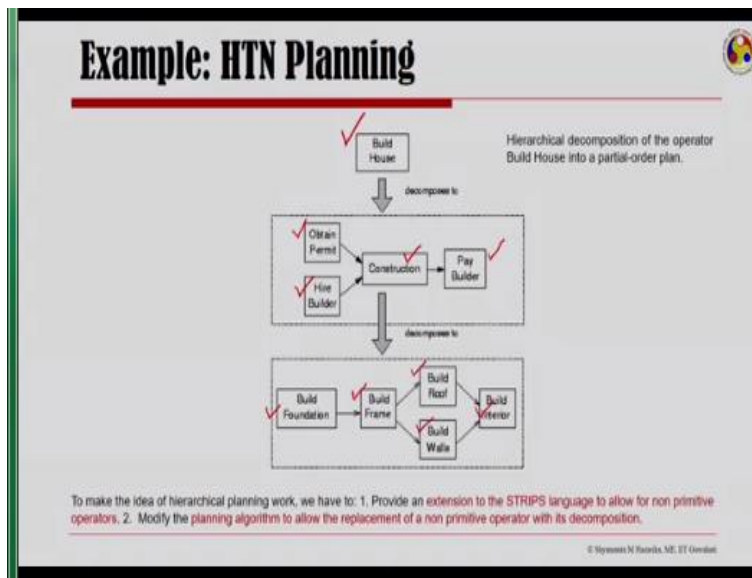 Example: HTN Planning
Build
House
Hierarchical decomposition of the operator
Build House into a partial-order plan.
decomposes to
Obtain
Permit
Hire
Builder
Construction
Pay
Builder
decomposes to
Build
Foundation
Build
Frame
Build
Roof
Build
Walls
Build
Interior
To make the idea of hierarchical planning work, we have to: 1. Provide an extension to the STRIPS language to allow for non primitive
operators. 2. Modify the planning algorithm to allow the replacement of a non primitive operator with its decomposition.